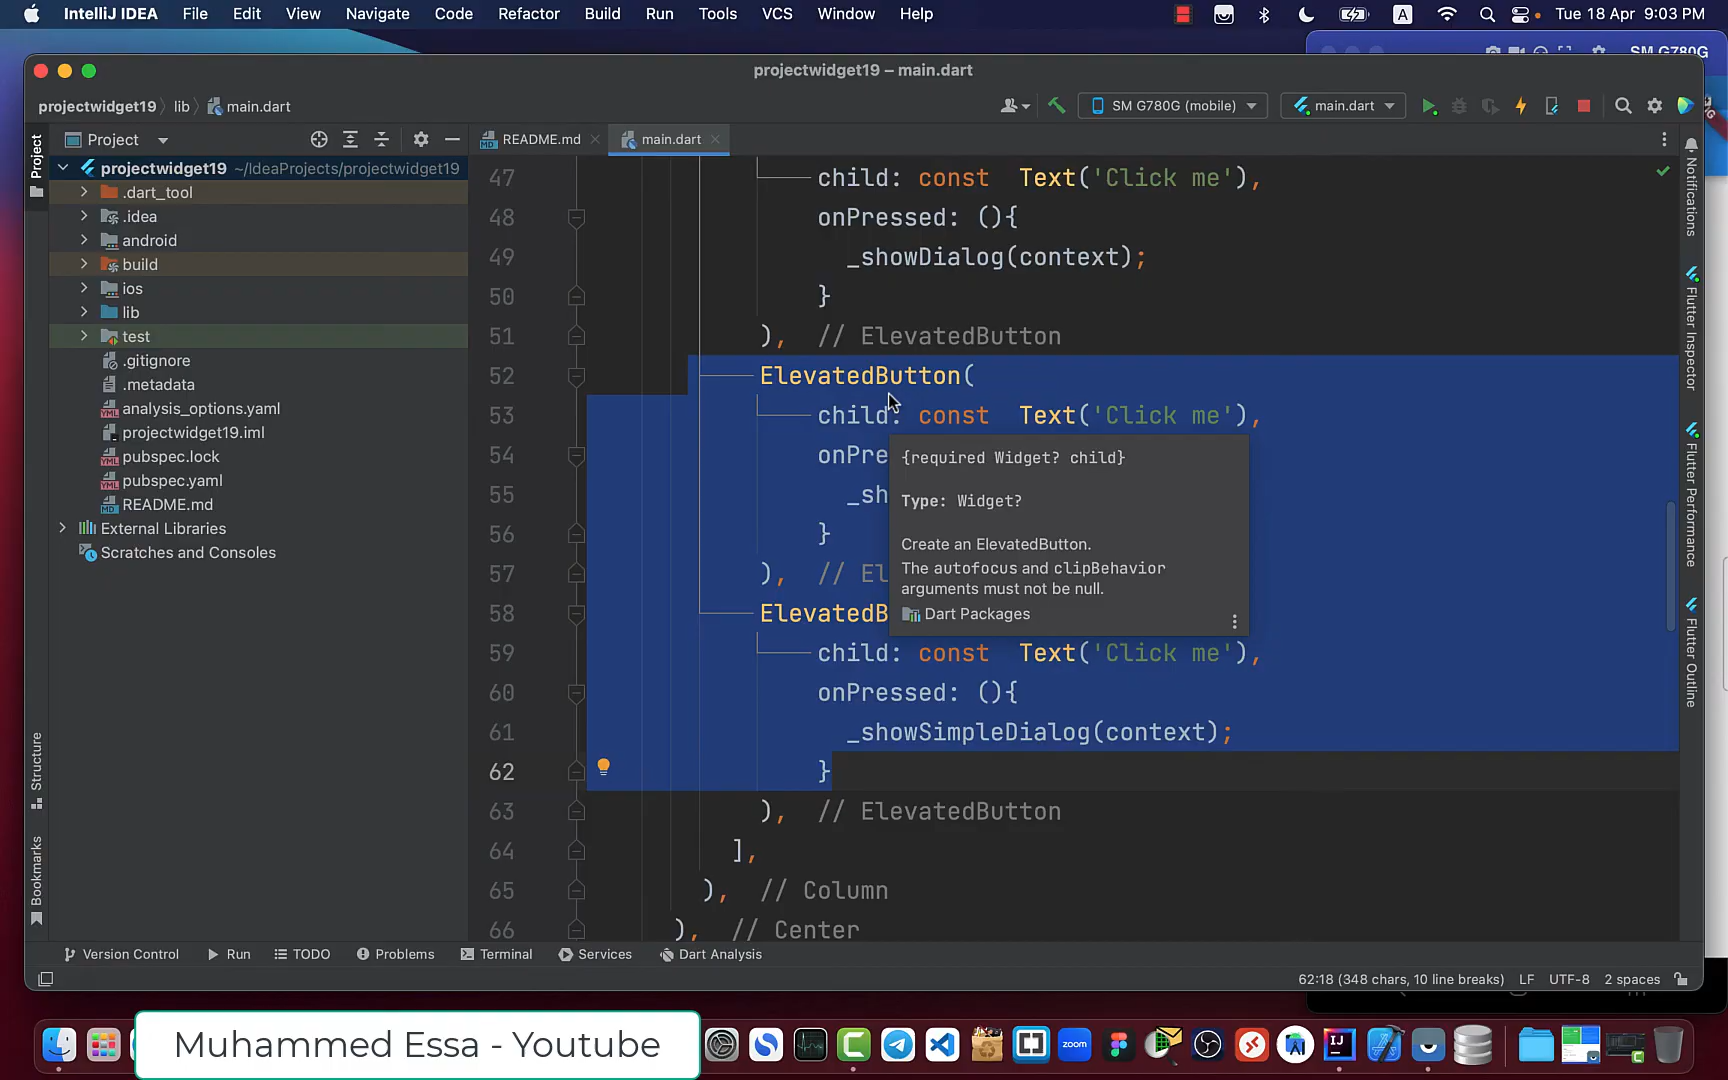 IntelliJ IDEA File Edit View Navigate Code Refactor Build Run Tools VCS Window Help A Tue 18 Apr 9:03 PM
SM G780G
projectwidget19 – main.dart
projectwidget19 lib main.dart SM G780G (mobile) main.dart
Project README.md main.dart
projectwidget19 ~/IdeaProjects/projectwidget19
.dart_tool
.idea
android
build
ios
lib
test
.gitignore
.metadata
analysis_options.yaml
projectwidget19.iml
pubspec.lock
pubspec.yaml
README.md
External Libraries
Scratches and Consoles
Project
Structure
Bookmarks
47 child: const Text('Click me'),
48 onPressed: (){
49 _showDialog(context);
50 }
51 ), // ElevatedButton
52 ElevatedButton(
53 child: const Text('Click me'),
54 onPre
55 _sh
56 }
57 ), // El
58 ElevatedB
59 child: const Text('Click me'),
60 onPressed: (){
61 _showSimpleDialog(context);
62 }
63 ), // ElevatedButton
64 ],
65 ), // Column
66 ), // Center
{required Widget? child}
Type: Widget?
Create an ElevatedButton.
The autofocus and clipBehavior
arguments must not be null.
Dart Packages
Notifications
Flutter Inspector
Flutter Performance
Flutter Outline
Version Control Run TODO Problems Terminal Services Dart Analysis
62:18 (348 chars, 10 line breaks) LF UTF-8 2 spaces
Muhammed Essa - Youtube
zoom
IJ